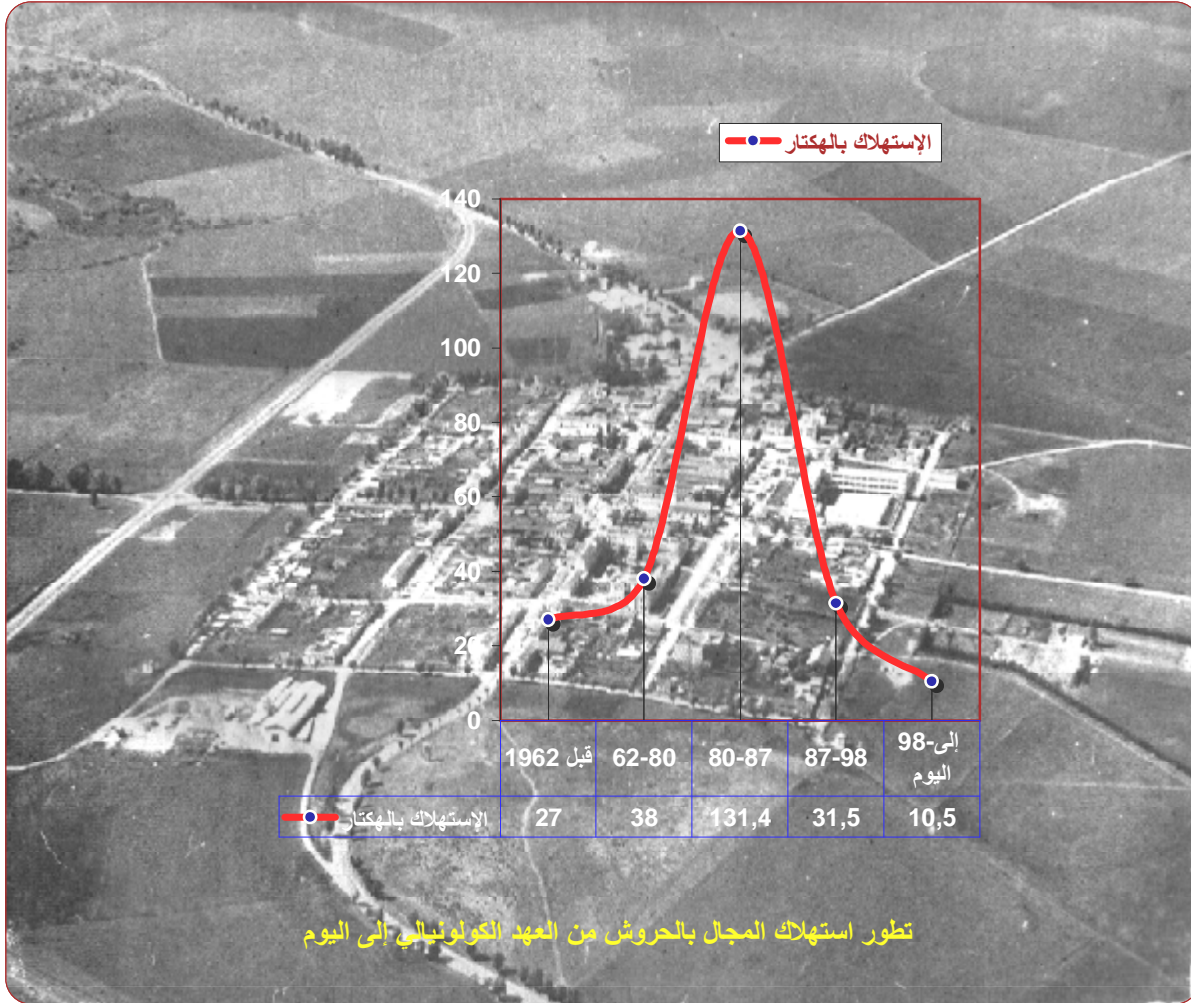 الإستهلاك بالهكتار
140
120
100
80
60
40
20
0
قبل 1962 62-80 80-87 87-98 98-إلى
اليوم
الإستهلاك بالهكتار 27 38 131,4 31,5 10,5
تطور استهلاك المجال بالحروش من العهد الكولونيالي إلى اليوم